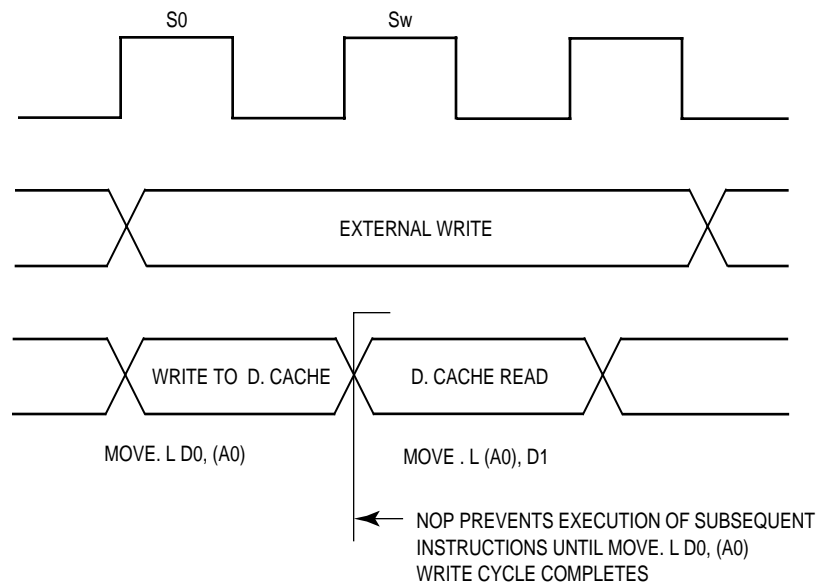 S0
Sw
EXTERNAL WRITE
WRITE TO D. CACHE
D. CACHE READ
MOVE. L D0, (A0)
MOVE . L (A0), D1
NOP PREVENTS EXECUTION OF SUBSEQUENT
INSTRUCTIONS UNTIL MOVE. L D0, (A0)
WRITE CYCLE COMPLETES